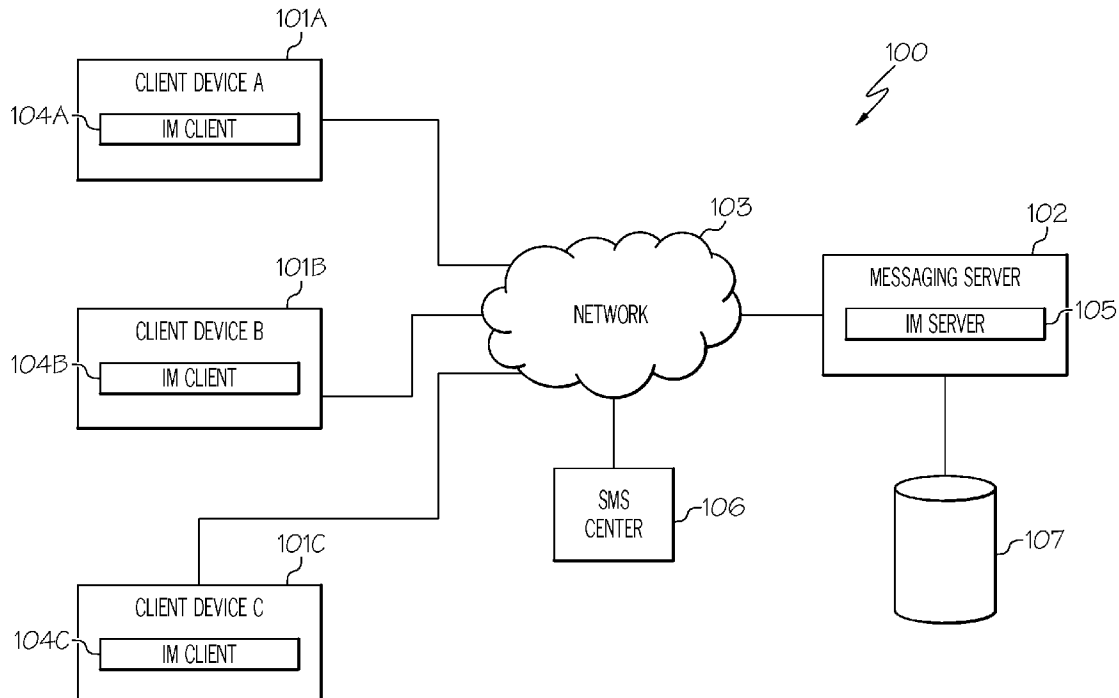 101A
100
CLIENT DEVICE A
104A
IM CLIENT
103
102
101B
MESSAGING SERVER
CLIENT DEVICE B
NETWORK
IM SERVER
105
104B
IM CLIENT
SMS
CENTER
106
101C
107
CLIENT DEVICE C
104C
IM CLIENT